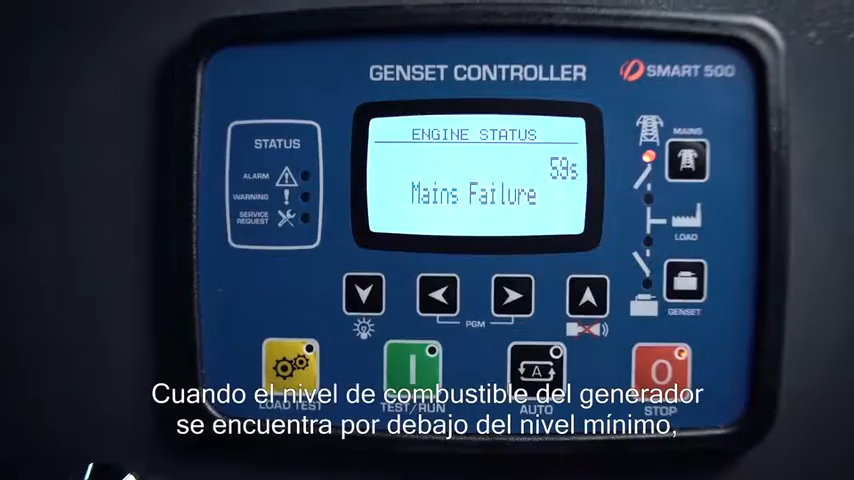 GENSET CONTROLLER
SMART 500
STATUS
ALARM
WARNING
SERVICE
REQUEST
ENGINE STATUS
59s
Mains Failure
MAINS
LOAD
GENSET
PGM
A
LOAD TEST
TEST/RUN
AUTO
STOP
Cuando el nivel de combustible del generador
se encuentra por debajo del nivel mínimo,